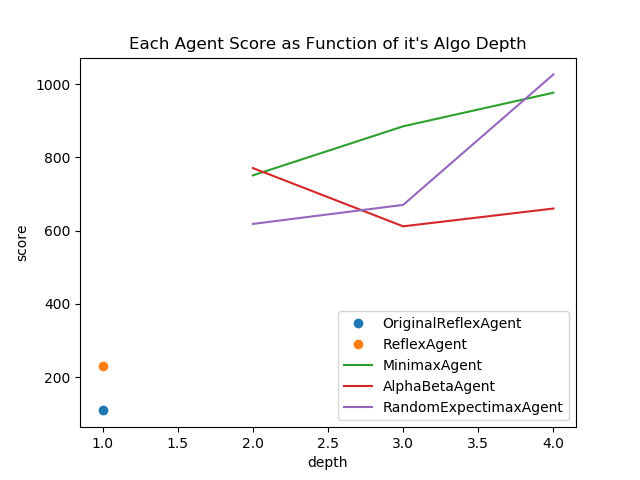 Each Agent Score as Function of it's Algo Depth
score
1000
800
600
400
200
OriginalReflexAgent
ReflexAgent
MinimaxAgent
AlphaBetaAgent
RandomExpectimaxAgent
1.0 1.5 2.0 2.5 3.0 3.5 4.0
depth